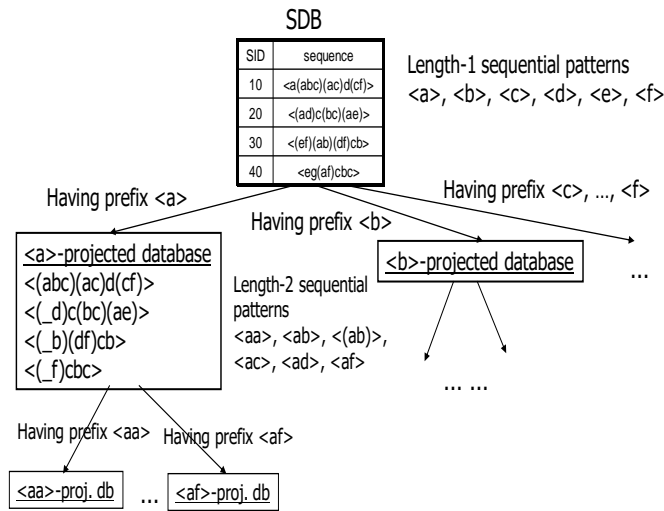 SDB
SID sequence
10 <a(abc)(ac)d(cf)>
20 <(ad)c(bc)(ae)>
30 <(ef)(ab)(df)cb>
40 <eg(af)cbc>
Length-1 sequential patterns
<a>, <b>, <c>, <d>, <e>, <f>
Having prefix <a>
Having prefix <b>
Having prefix <c>, ..., <f>
<a>-projected database
<(abc)(ac)d(cf)>
<(_d)c(bc)(ae)>
<(_b)(df)cb>
<(_f)cbc>
Length-2 sequential
patterns
<aa>, <ab>, <(ab)>,
<ac>, <ad>, <af>
<b>-projected database
...
... ...
Having prefix <aa>
Having prefix <af>
<aa>-proj. db
...
<af>-proj. db